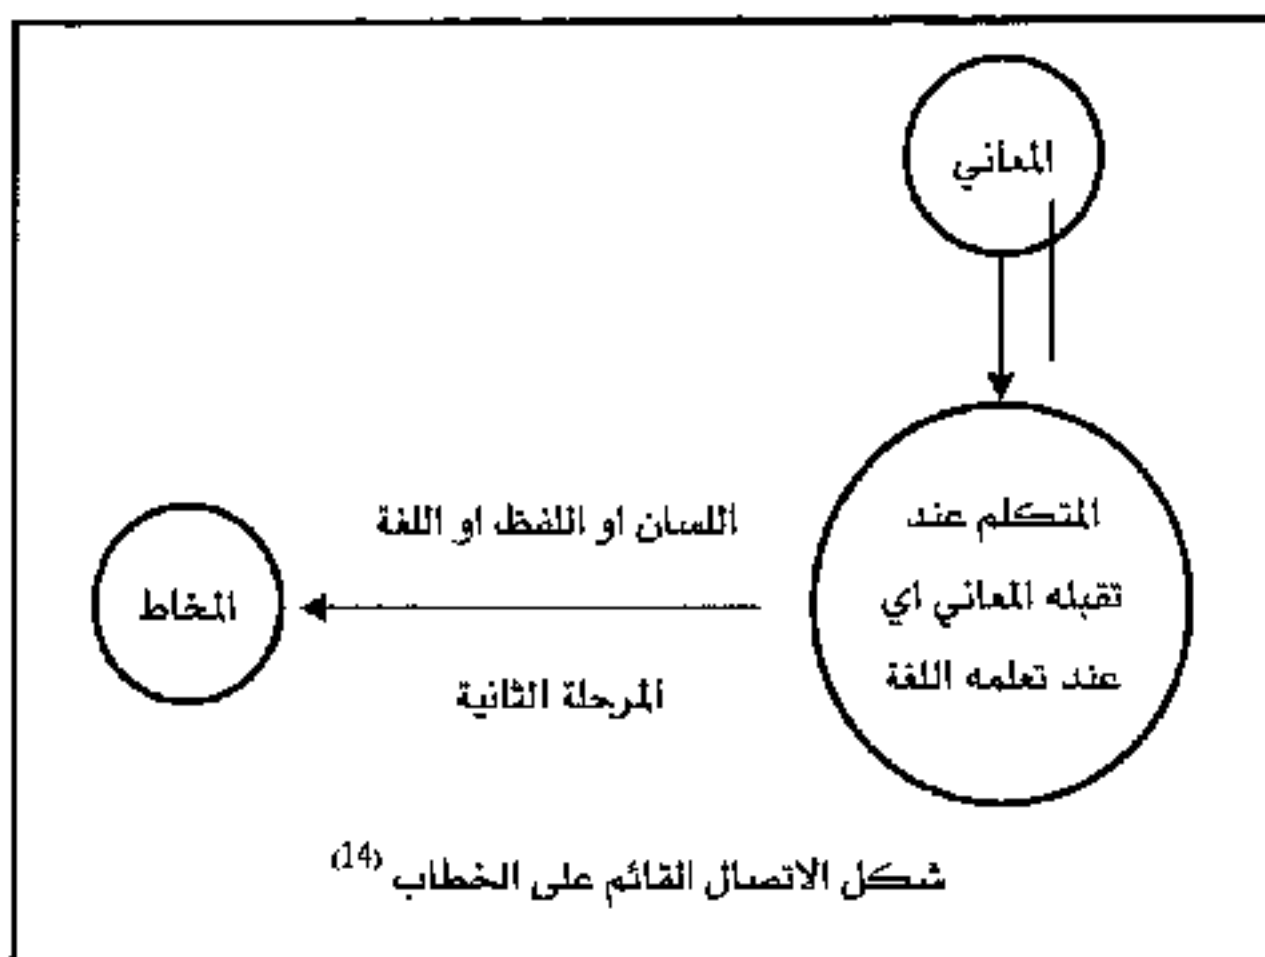 المعاني
المتكلم عند
تقبله المعاني اي
عند تعلمه اللغة
اللسان او اللفظ او اللغة
المرحلة الثانية
المخاط
شكل الاتصال القائم على الخطاب (14)